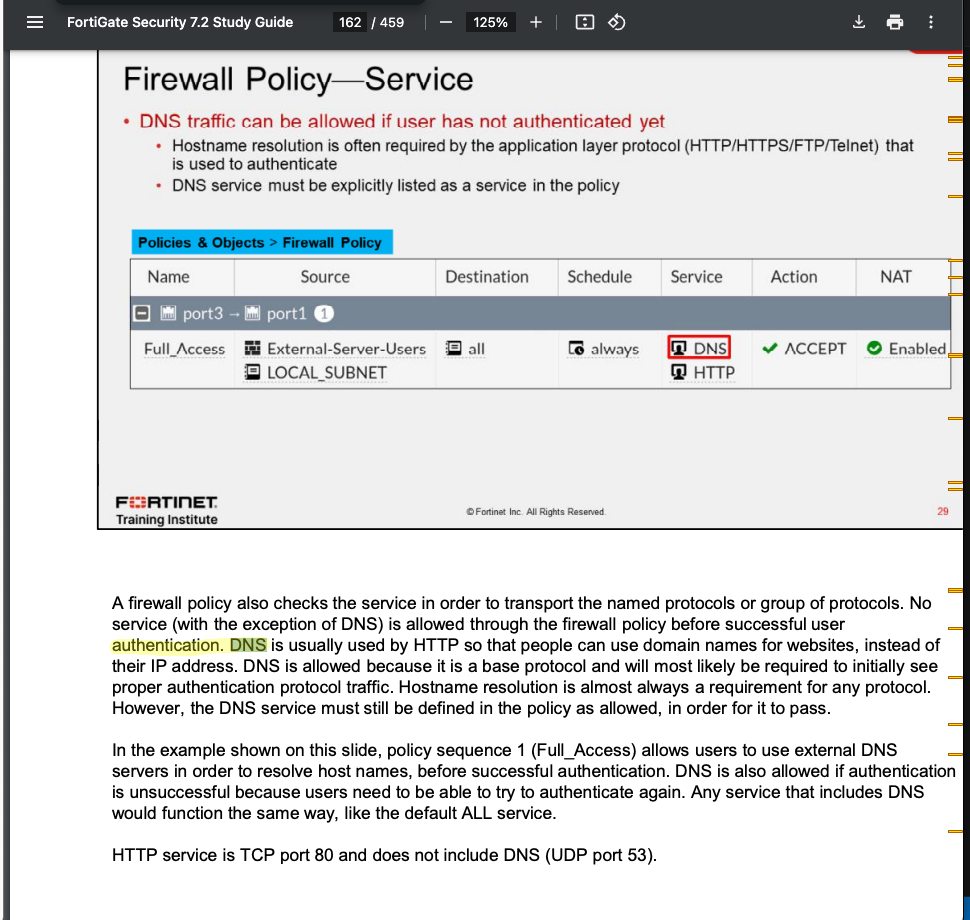 FortiGate Security 7.2 Study Guide
162 / 459
125%
Firewall Policy—Service
• DNS traffic can be allowed if user has not authenticated yet
• Hostname resolution is often required by the application layer protocol (HTTP/HTTPS/FTP/Telnet) that
is used to authenticate
• DNS service must be explicitly listed as a service in the policy
Policies & Objects > Firewall Policy
Name Source Destination Schedule Service Action NAT
port3 → port1 1
Full_Access External-Server-Users all always DNS ACCEPT Enabled
LOCAL_SUBNET HTTP
FORTINET
Training Institute
© Fortinet Inc. All Rights Reserved.
29
A firewall policy also checks the service in order to transport the named protocols or group of protocols. No
service (with the exception of DNS) is allowed through the firewall policy before successful user
authentication. DNS is usually used by HTTP so that people can use domain names for websites, instead of
their IP address. DNS is allowed because it is a base protocol and will most likely be required to initially see
proper authentication protocol traffic. Hostname resolution is almost always a requirement for any protocol.
However, the DNS service must still be defined in the policy as allowed, in order for it to pass.
In the example shown on this slide, policy sequence 1 (Full_Access) allows users to use external DNS
servers in order to resolve host names, before successful authentication. DNS is also allowed if authentication
is unsuccessful because users need to be able to try to authenticate again. Any service that includes DNS
would function the same way, like the default ALL service.
HTTP service is TCP port 80 and does not include DNS (UDP port 53).